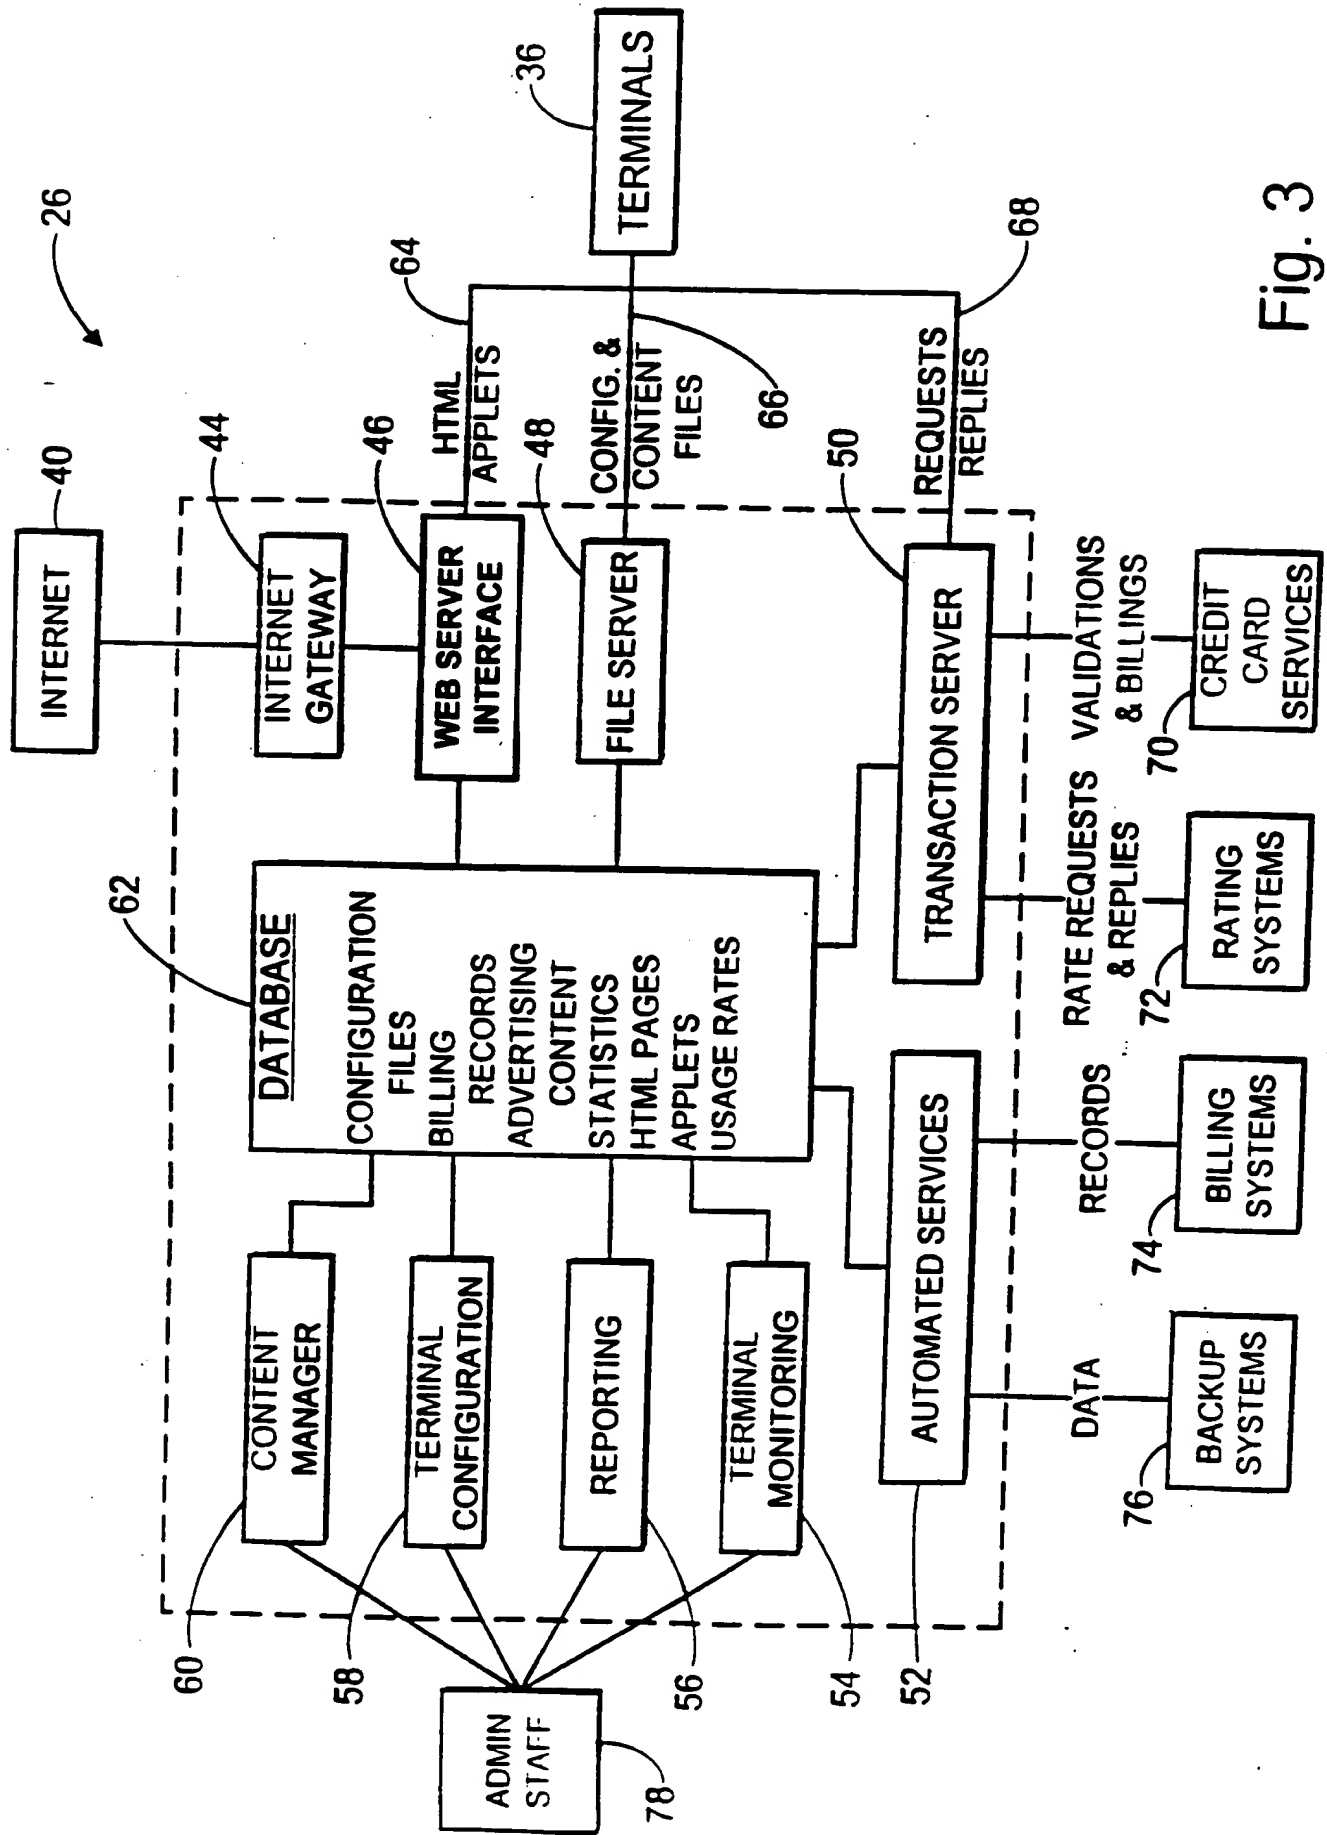 26
INTERNET
40
INTERNET
GATEWAY
44
WEB SERVER
INTERFACE
46
HTML
APPLETS
64
FILE SERVER
48
CONFIG. &
CONTENT
FILES
66
TERMINALS
36
62
DATABASE
CONFIGURATION
FILES
BILLING
RECORDS
ADVERTISING
CONTENT
STATISTICS
HTML PAGES
APPLETS
USAGE RATES
CONTENT
MANAGER
60
TERMINAL
CONFIGURATION
58
REPORTING
56
TERMINAL
MONITORING
54
ADMIN
STAFF
78
AUTOMATED SERVICES
52
TRANSACTION SERVER
50
REQUESTS
REPLIES
68
DATA
RECORDS
RATE REQUESTS
& REPLIES
VALIDATIONS
& BILLINGS
76
BACKUP
SYSTEMS
74
BILLING
SYSTEMS
72
RATING
SYSTEMS
70
CREDIT
CARD
SERVICES
Fig. 3